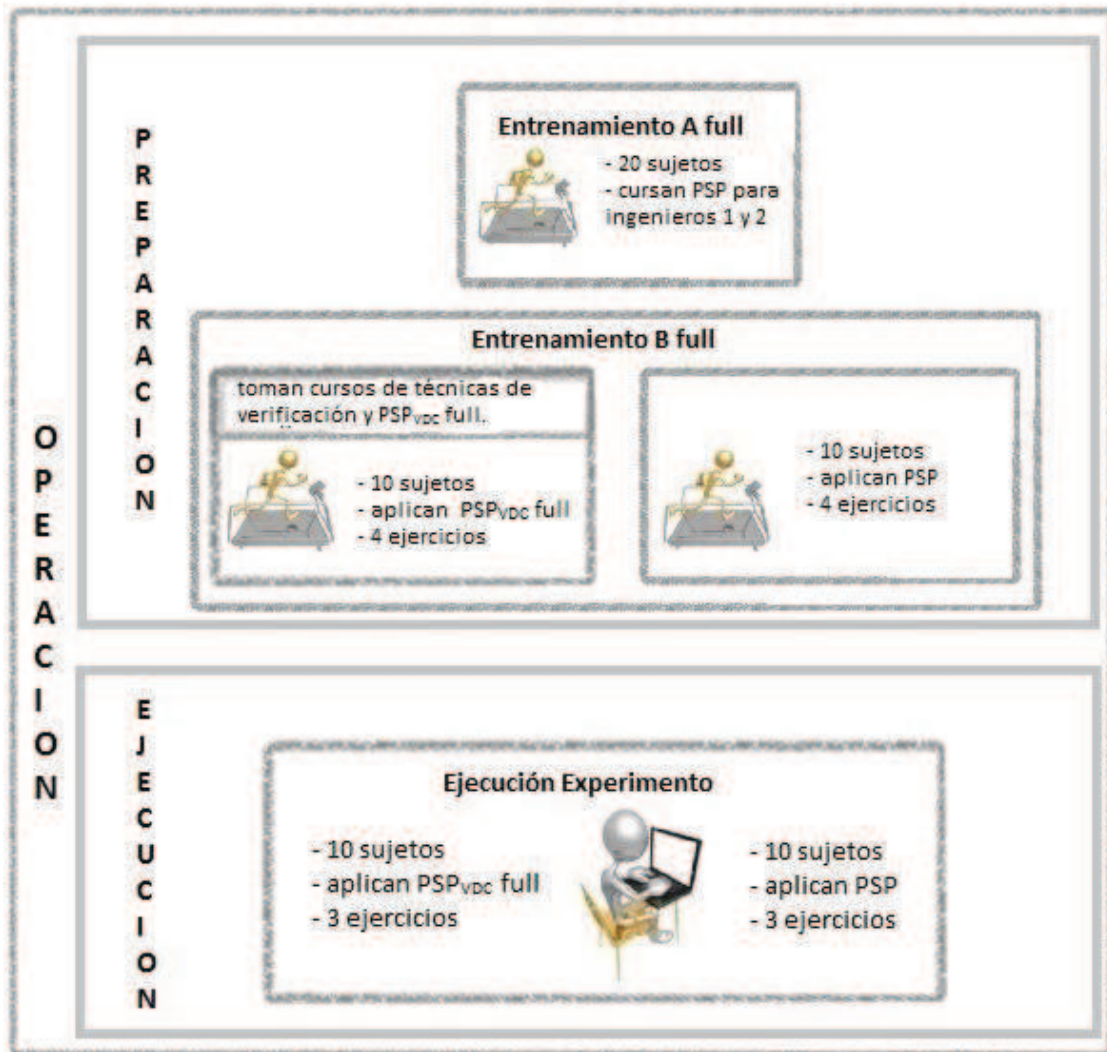 OPERACION
PREPARACION
Entrenamiento A full
- 20 sujetos
- cursan PSP para
ingenieros 1 y 2
Entrenamiento B full
toman cursos de técnicas de
verificación y PSPVDC full.
- 10 sujetos
- aplican PSPVDC full
- 4 ejercicios
- 10 sujetos
- aplican PSP
- 4 ejercicios
EJECUCION
Ejecución Experimento
- 10 sujetos
- aplican PSPVDC full
- 3 ejercicios
- 10 sujetos
- aplican PSP
- 3 ejercicios